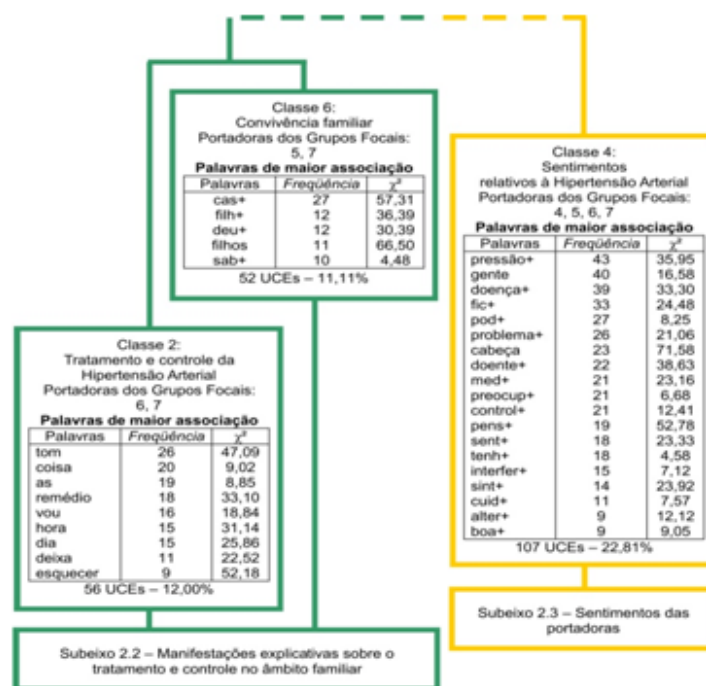 Classe 6:
Convivência familiar
Portadoras dos Grupos Focais:
5, 7
Palavras de maior associação
Palavras Freqüência χ²
cas+ 27 57,31
filh+ 12 36,39
deu+ 12 30,39
filhos 11 66,50
sab+ 10 4,48
52 UCEs – 11,11%
Classe 2:
Tratamento e controle da
Hipertensão Arterial
Portadoras dos Grupos Focais:
6, 7
Palavras de maior associação
Palavras Freqüência χ²
tom 26 47,09
coisa 20 9,02
as 19 8,85
remédio 18 33,10
vou 16 18,84
hora 15 31,14
dia 15 25,86
deixa 11 22,52
esquecer 9 52,18
56 UCEs – 12,00%
Subeixo 2.2 – Manifestações explicativas sobre o
tratamento e controle no âmbito familiar
Classe 4:
Sentimentos
relativos à Hipertensão Arterial
Portadoras dos Grupos Focais:
4, 5, 6, 7
Palavras de maior associação
Palavras Freqüência χ²
pressão+ 43 35,95
gente 40 16,58
doença+ 39 33,30
fic+ 33 24,48
pod+ 27 8,25
problema+ 26 21,06
cabeça 23 71,58
doente+ 22 38,63
med+ 21 23,16
preocup+ 21 6,68
control+ 21 12,41
pens+ 19 52,78
sent+ 18 23,33
tenh+ 18 4,58
interfer+ 15 7,12
sint+ 14 23,92
cuid+ 11 7,57
alter+ 9 12,12
boa+ 9 9,05
107 UCEs – 22,81%
Subeixo 2.3 – Sentimentos das
portadoras